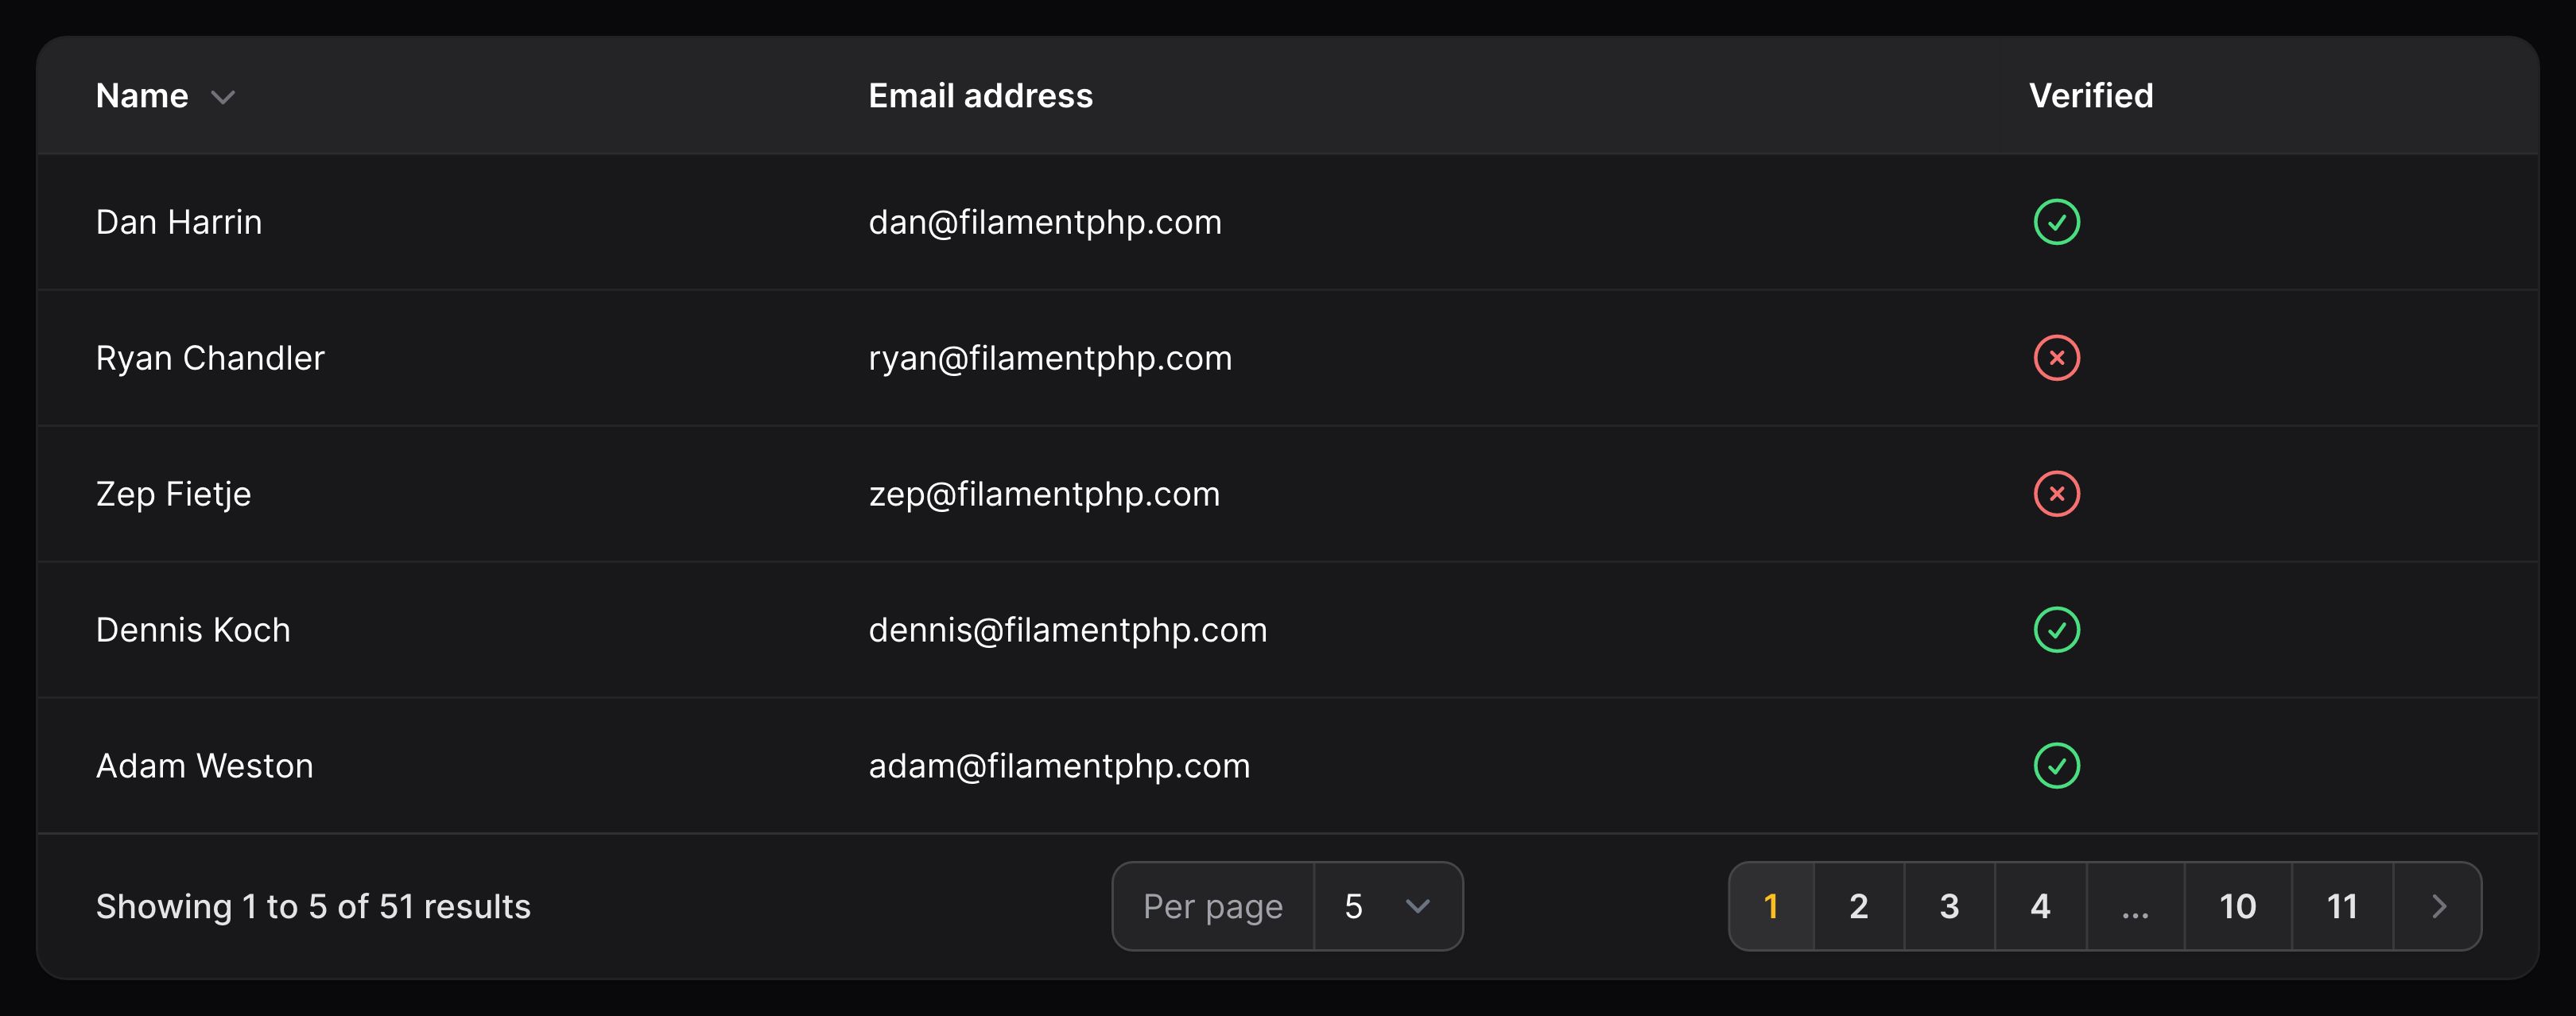 Name Email address Verified
Dan Harrin dan@filamentphp.com
Ryan Chandler ryan@filamentphp.com
Zep Fietje zep@filamentphp.com
Dennis Koch dennis@filamentphp.com
Adam Weston adam@filamentphp.com
Showing 1 to 5 of 51 results Per page 5 1 2 3 4 ... 10 11